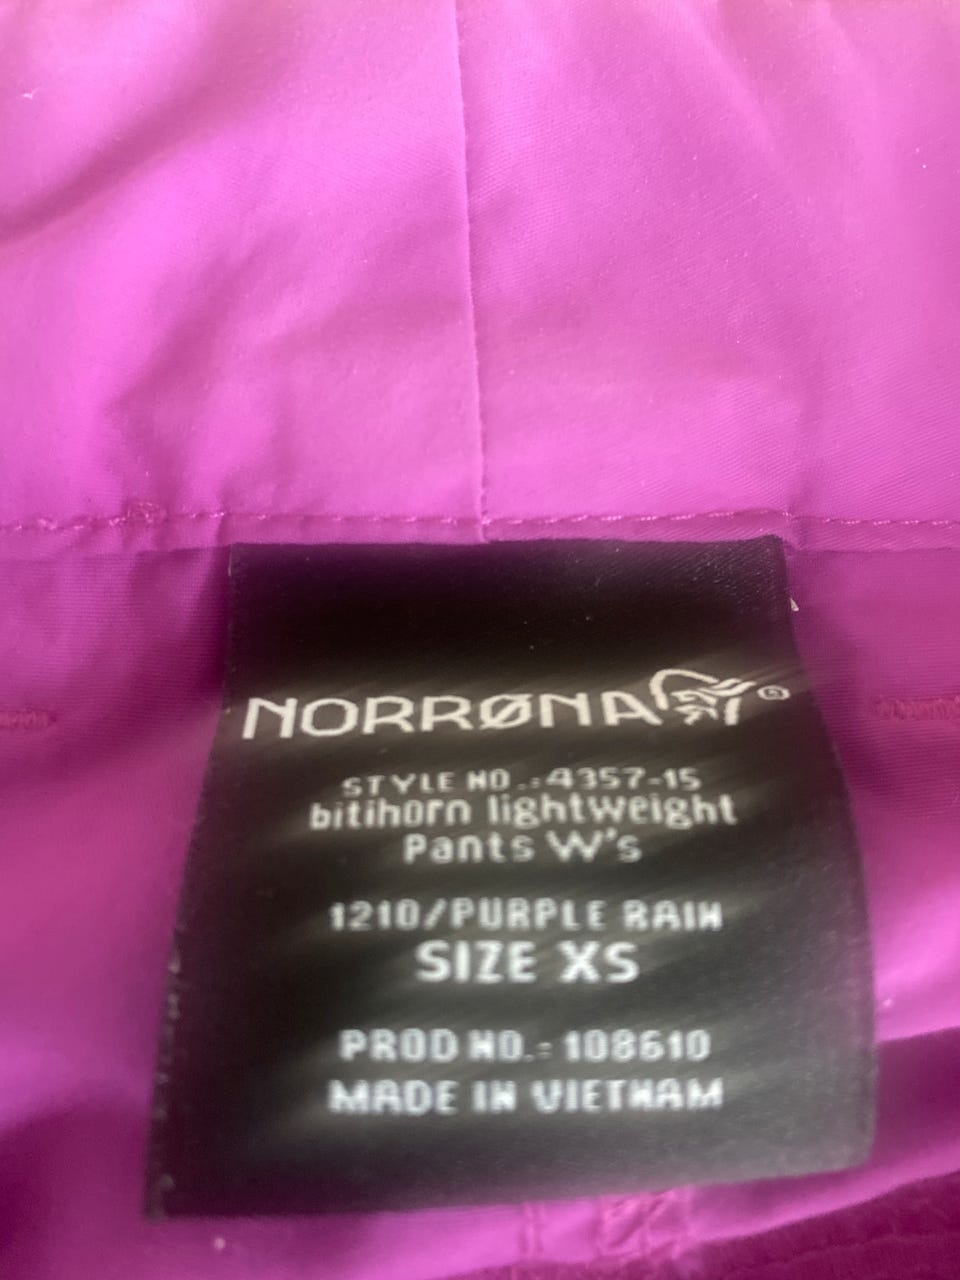 NORRØNA®
STYLE NO.:4357-15
bitihorn lightweight
Pants W's
1210/PURPLE RAIN
SIZE XS
PROD NO.: 108610
MADE IN VIETNAM